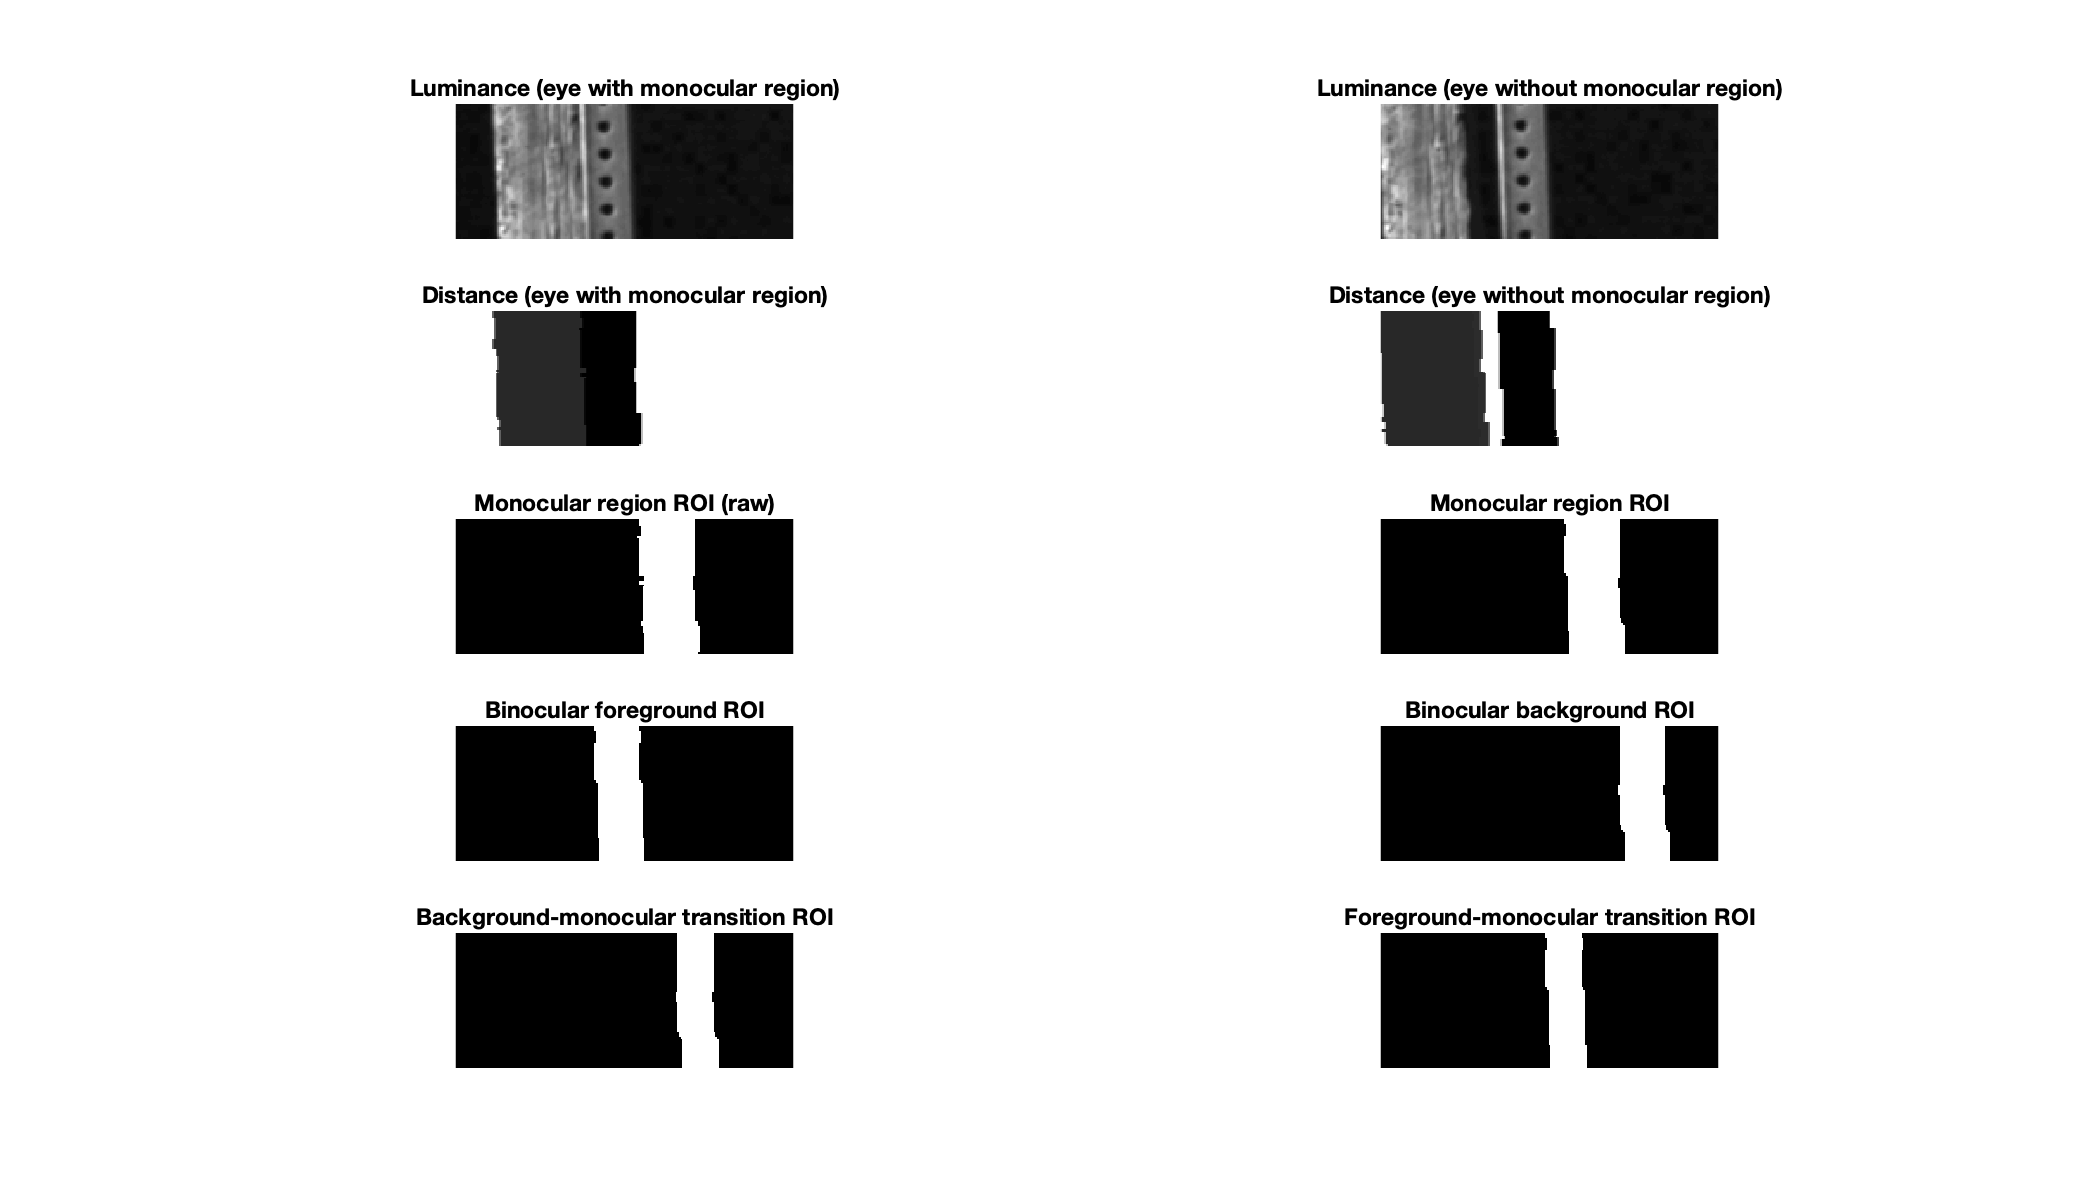 Luminance (eye with monocular region)
Luminance (eye without monocular region)
Distance (eye with monocular region)
Distance (eye without monocular region)
Monocular region ROI (raw)
Monocular region ROI
Binocular foreground ROI
Binocular background ROI
Background-monocular transition ROI
Foreground-monocular transition ROI